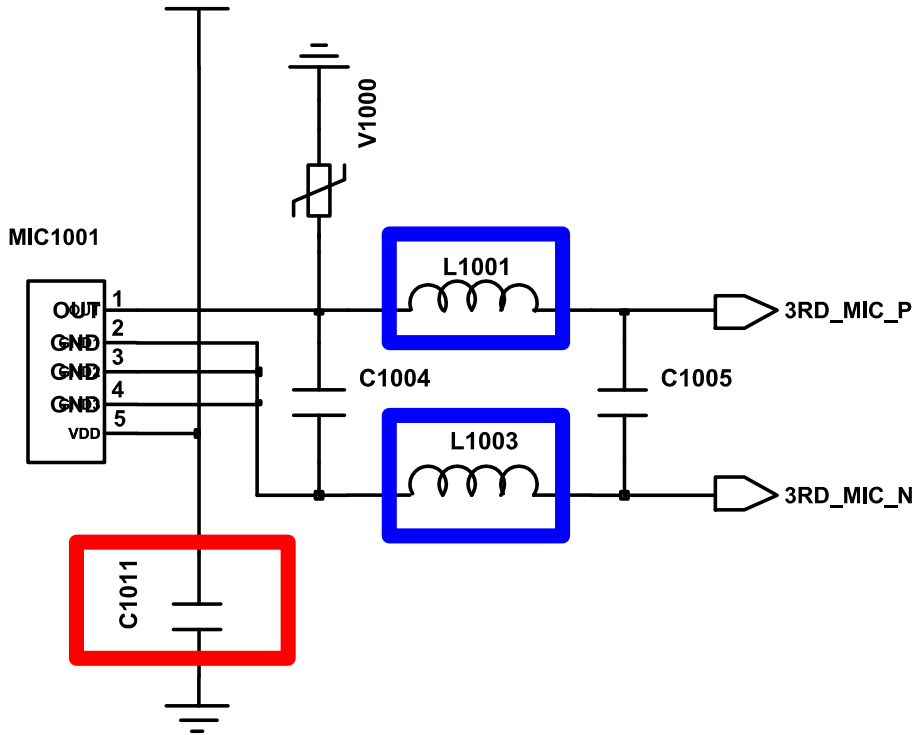 V1000
MIC1001
L1001
OUT 1 3RD_MIC_P
GND 2
GND 3
C1004 C1005
GND 4
VDD 5
L1003
3RD_MIC_N
C1011